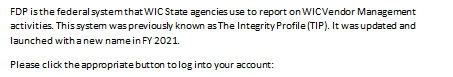 FDP is the federal system that WIC State agencies use to report on WIC Vendor Management
activities. This system was previously known as The Integrity Profile (TIP). It was updated and
launched with a new name in FY 2021.
Please click the appropriate button to log into your account: